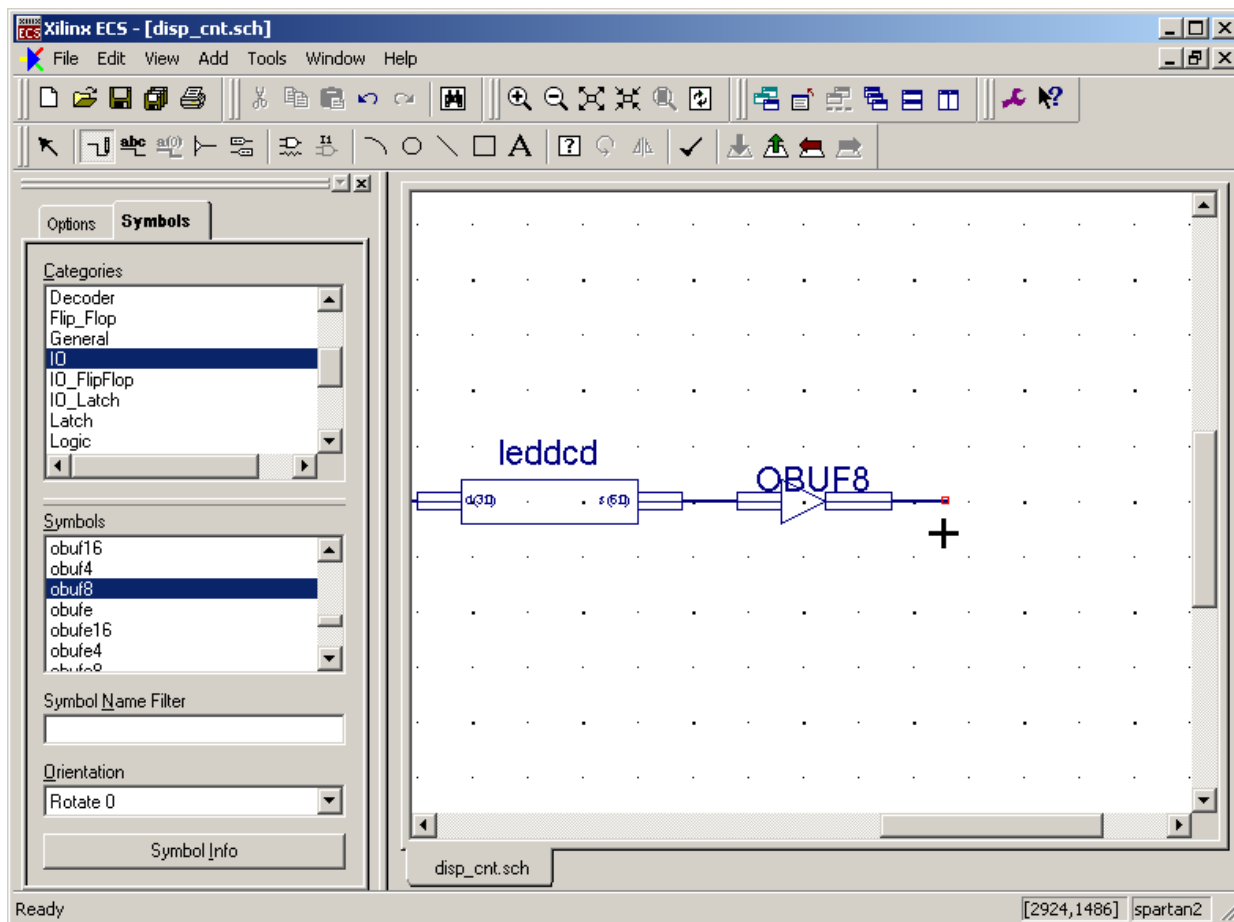 Xilinx ECS - [disp_cnt.sch]
File Edit View Add Tools Window Help
Options Symbols
Categories
Decoder
Flip_Flop
General
IO
IO_FlipFlop
IO_Latch
Latch
Logic
Symbols
obuf16
obuf4
obuf8
obufe
obufe16
obufe4
obufe8
Symbol Name Filter
Orientation
Rotate 0
Symbol Info
leddcd
d(3:0) s(6:0)
OBUF8
disp_cnt.sch
Ready [2924,1486] spartan2